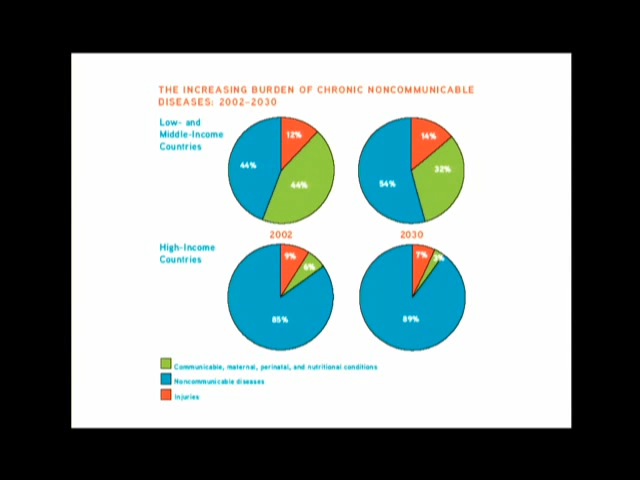 THE INCREASING BURDEN OF CHRONIC NONCOMMUNICABLE
DISEASES: 2002–2030
Low- and
Middle-Income
Countries
12%
44%
44%
14%
32%
54%
2002
2030
High-Income
Countries
9%
6%
85%
7%
3%
89%
Communicable, maternal, perinatal, and nutritional conditions
Noncommunicable diseases
Injuries